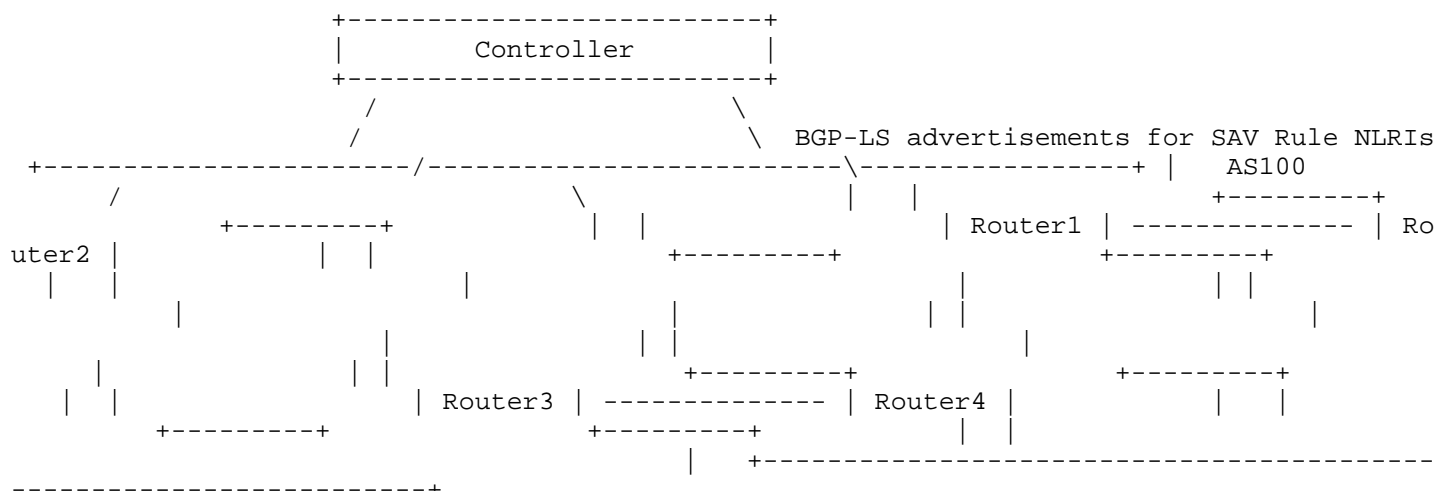 +---------------------------+
| Controller |
+---------------------------+
/ \
/ \ BGP-LS advertisements for SAV Rule NLRIs
+-----------------------/--------------------------\-----------------+ | AS100
/ \ | | +---------+
+---------+ | | | Router1 | -------------- | Ro
uter2 | | | +---------+ +---------+
| | | | | |
| | | | |
| | | |
| | | +---------+ +---------+
| | | Router3 | -------------- | Router4 | | |
+---------+ +---------+ | |
| +------------------------------------------
--------------------------+